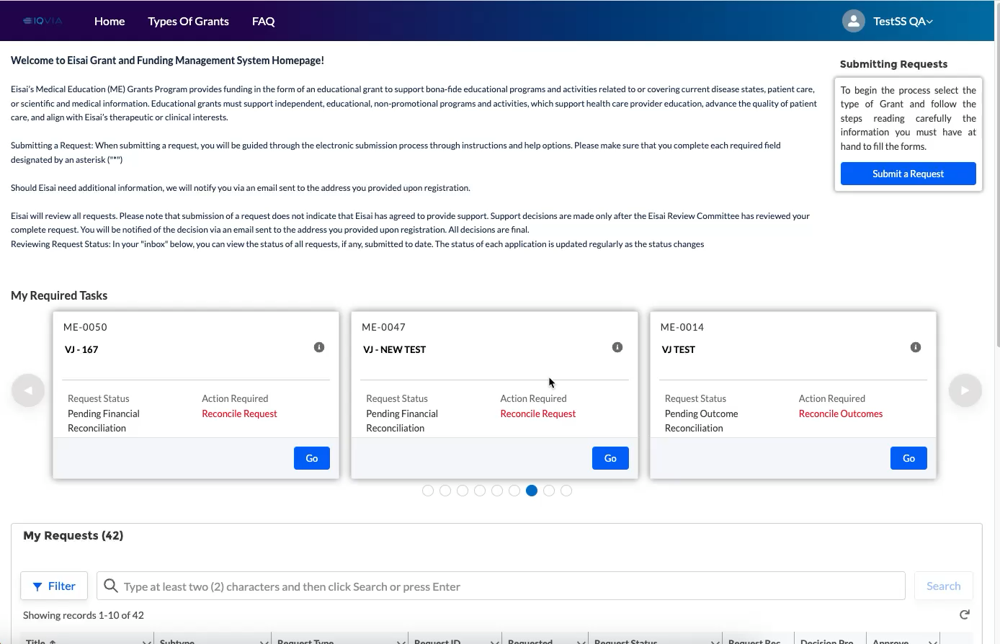 IQVIA
Home
Types Of Grants
FAQ
TestSS QA
Welcome to Eisai Grant and Funding Management System Homepage!
Eisai's Medical Education (ME) Grants Program provides funding in the form of an educational grant to support bona-fide educational programs and activities related to or covering current disease states, patient care,
or scientific and medical information. Educational grants must support independent, educational, non-promotional programs and activities, which support health care provider education, advance the quality of patient
care, and align with Eisai's therapeutic or clinical interests.
Submitting a Request: When submitting a request, you will be guided through the electronic submission process through instructions and help options. Please make sure that you complete each required field
designated by an asterisk ("*")
Should Eisai need additional information, we will notify you via an email sent to the address you provided upon registration.
Eisai will review all requests. Please note that submission of a request does not indicate that Eisai has agreed to provide support. Support decisions are made only after the Eisai Review Committee has reviewed your
complete request. You will be notified of the decision via an email sent to the address you provided upon registration. All decisions are final.
Reviewing Request Status: In your "inbox" below, you can view the status of all requests, if any, submitted to date. The status of each application is updated regularly as the status changes
Submitting Requests
To begin the process select the
type of Grant and follow the
steps reading carefully the
information you must have at
hand to fill the forms.
Submit a Request
My Required Tasks
ME-0050
VJ - 167
Request Status
Pending Financial
Reconciliation
Action Required
Reconcile Request
Go
ME-0047
VJ - NEW TEST
Request Status
Pending Financial
Reconciliation
Action Required
Reconcile Request
Go
ME-0014
VJ TEST
Request Status
Pending Outcome
Reconciliation
Action Required
Reconcile Outcomes
Go
My Requests (42)
Filter
Type at least two (2) characters and then click Search or press Enter
Search
Showing records 1-10 of 42
Title
Subtype
Request Type
Request ID
Requested
Request Status
Request Rec...
Decision Pro...
Approve...